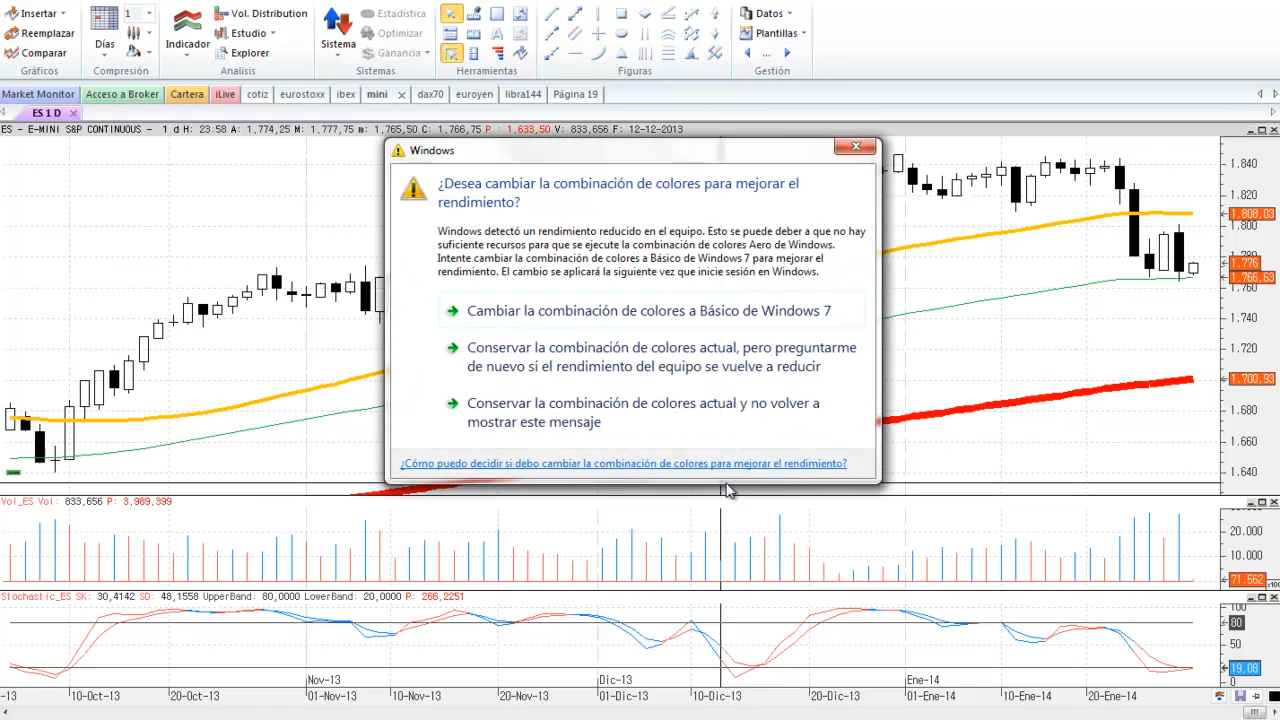 Insertar
Reemplazar
Comparar
Gráficos
1
Días
Compresión
Indicador
Vol. Distribution
Estudio
Explorer
Analisis
Sistema
Estadística
Optimizar
Ganancia
Sistemas
Herramientas
Figuras
Datos
Plantillas
...
Gestión
Market Monitor
Acceso a Broker
Cartera
iLive
cotiz
eurostoxx
ibex
mini
dax70
euroyen
libra144
Página 19
ES 1 D
ES - E-MINI S&P CONTINUOUS - 1 d H: 23:58 A: 1.774,25 M: 1.777,75 m: 1.765,50 C: 1.766,75 P : 1.633,50 V: 833,656 F: 12-12-2013
Windows
¿Desea cambiar la combinación de colores para mejorar el
rendimiento?
Windows detectó un rendimiento reducido en el equipo. Esto se puede deber a que no hay
suficiente recursos para que se ejecute la combinación de colores Aero de Windows.
Intente cambiar la combinación de colores a Básico de Windows 7 para mejorar el
rendimiento. El cambio se aplicará la siguiente vez que inicie sesión en Windows.
Cambiar la combinación de colores a Básico de Windows 7
Conservar la combinación de colores actual, pero preguntarme
de nuevo si el rendimiento del equipo se vuelve a reducir
Conservar la combinación de colores actual y no volver a
mostrar este mensaje
¿Cómo puedo decidir si debo cambiar la combinación de colores para mejorar el rendimiento?
1.840
1.820
1.808,03
1.800
1.776
1.766,63
1.760
1.740
1.720
1.700,93
1.680
1.660
1.640
Vol_ES Vol: 833,656 P: 3,989,399
20.000
10.000
71.562
Stochastic_ES SK: 30,4142 SD: 48,1558 UpperBand: 80,0000 LowerBand: 20,0000 P: 266,2251
100
80
50
19,08
0
Nov-13
Dic-13
Ene-14
-13
10-Oct-13
20-Oct-13
01-Nov-13
10-Nov-13
20-Nov-13
01-Dic-13
10-Dic-13
20-Dic-13
01-Ene-14
10-Ene-14
20-Ene-14